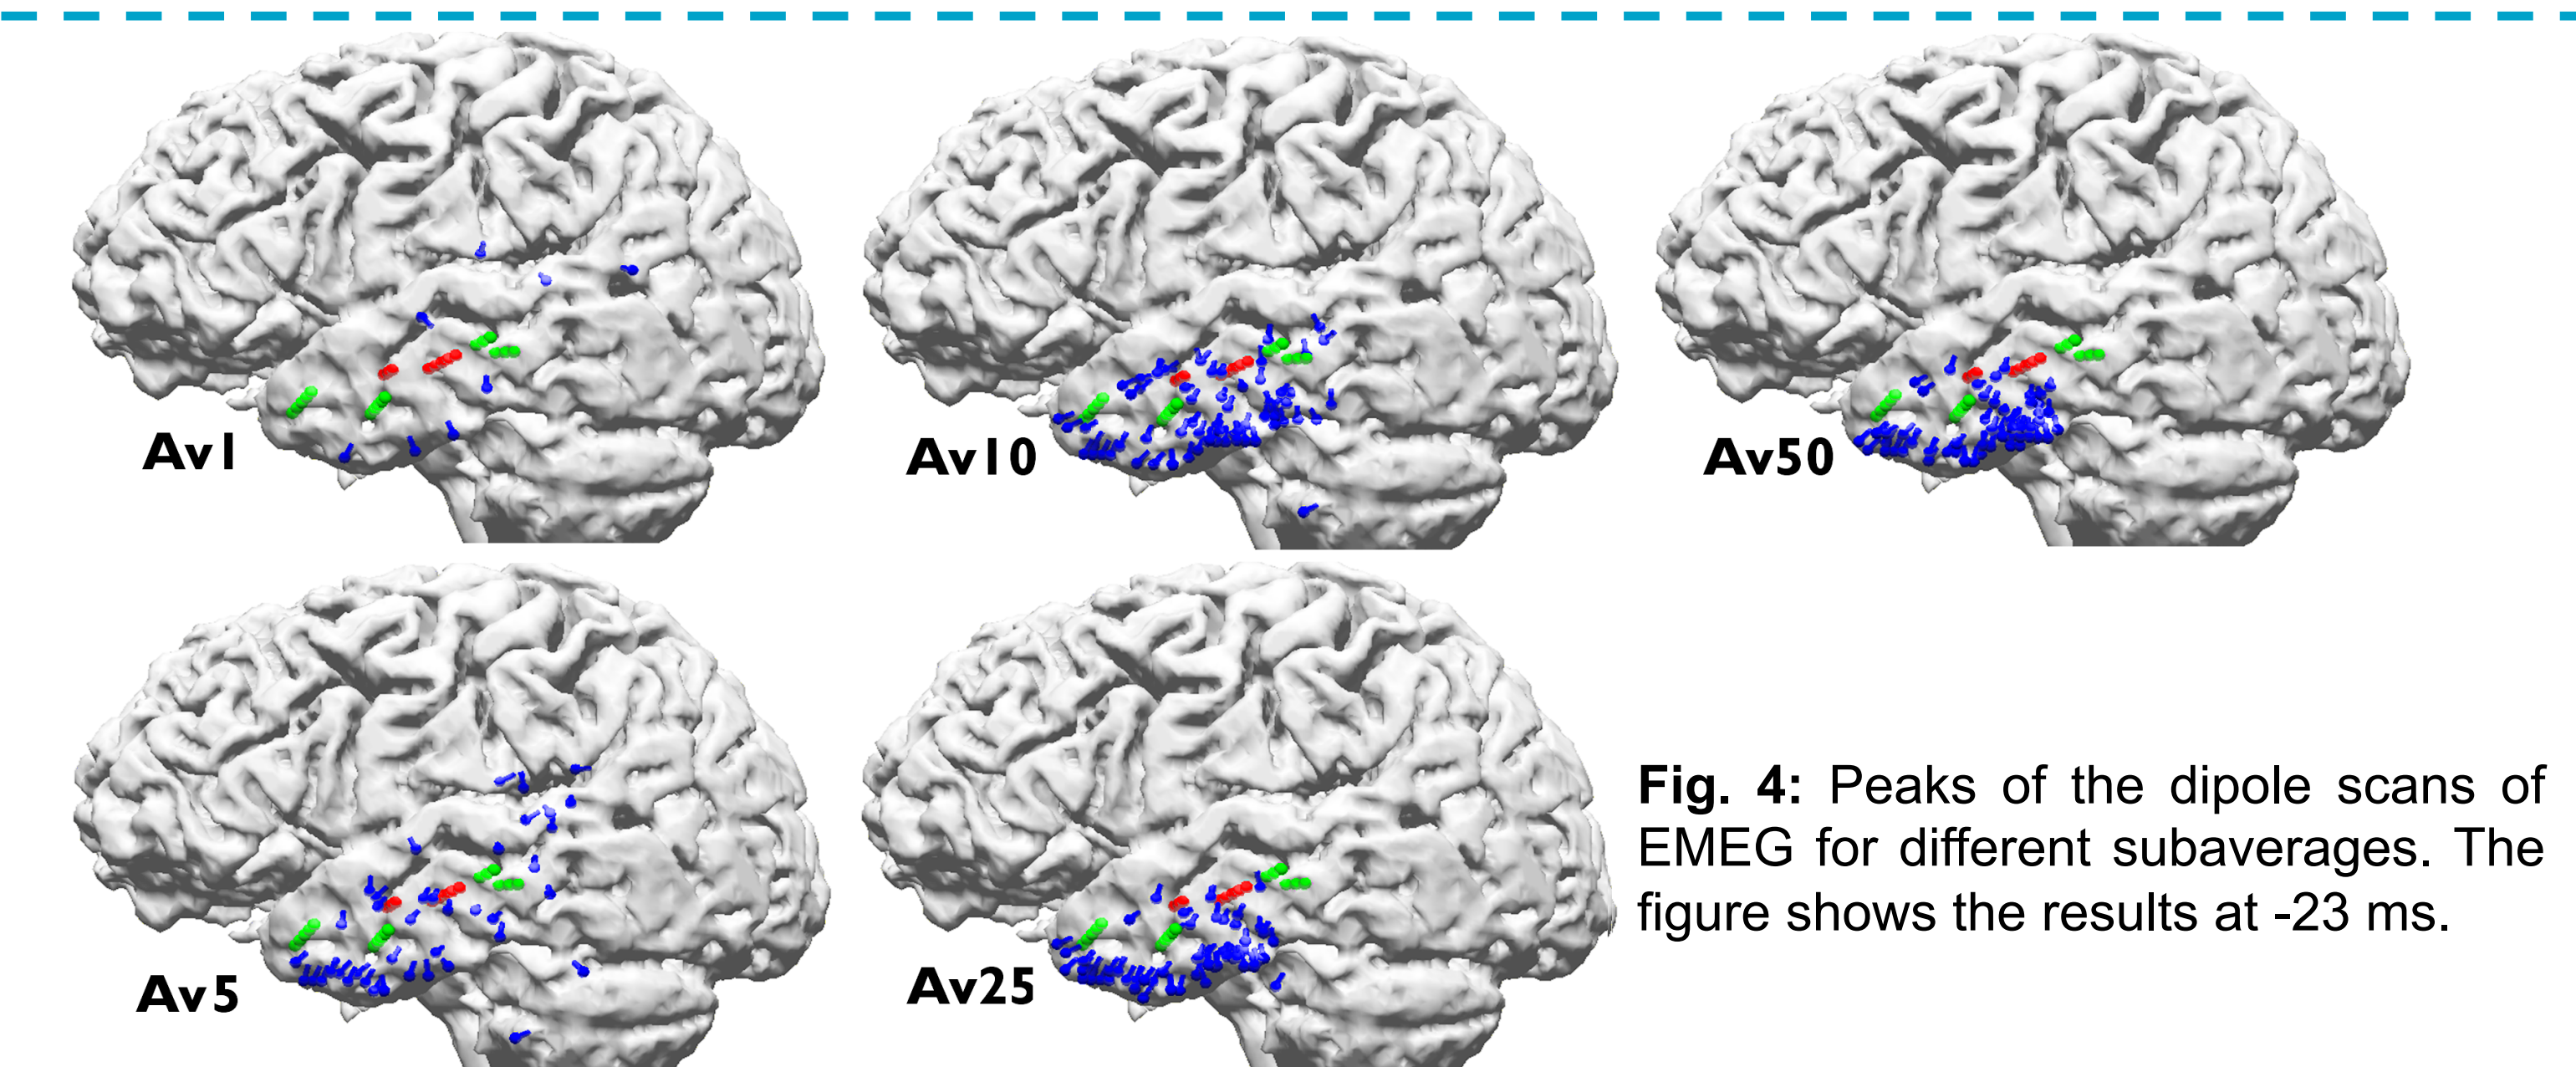 Av1
Av10
Av50
Av5
Av25
Fig. 4: Peaks of the dipole scans of
EMEG for different subaverages. The
figure shows the results at -23 ms.